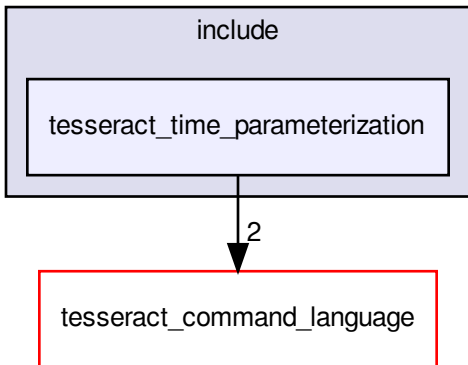 include
tesseract_time_parameterization
2
tesseract_command_language